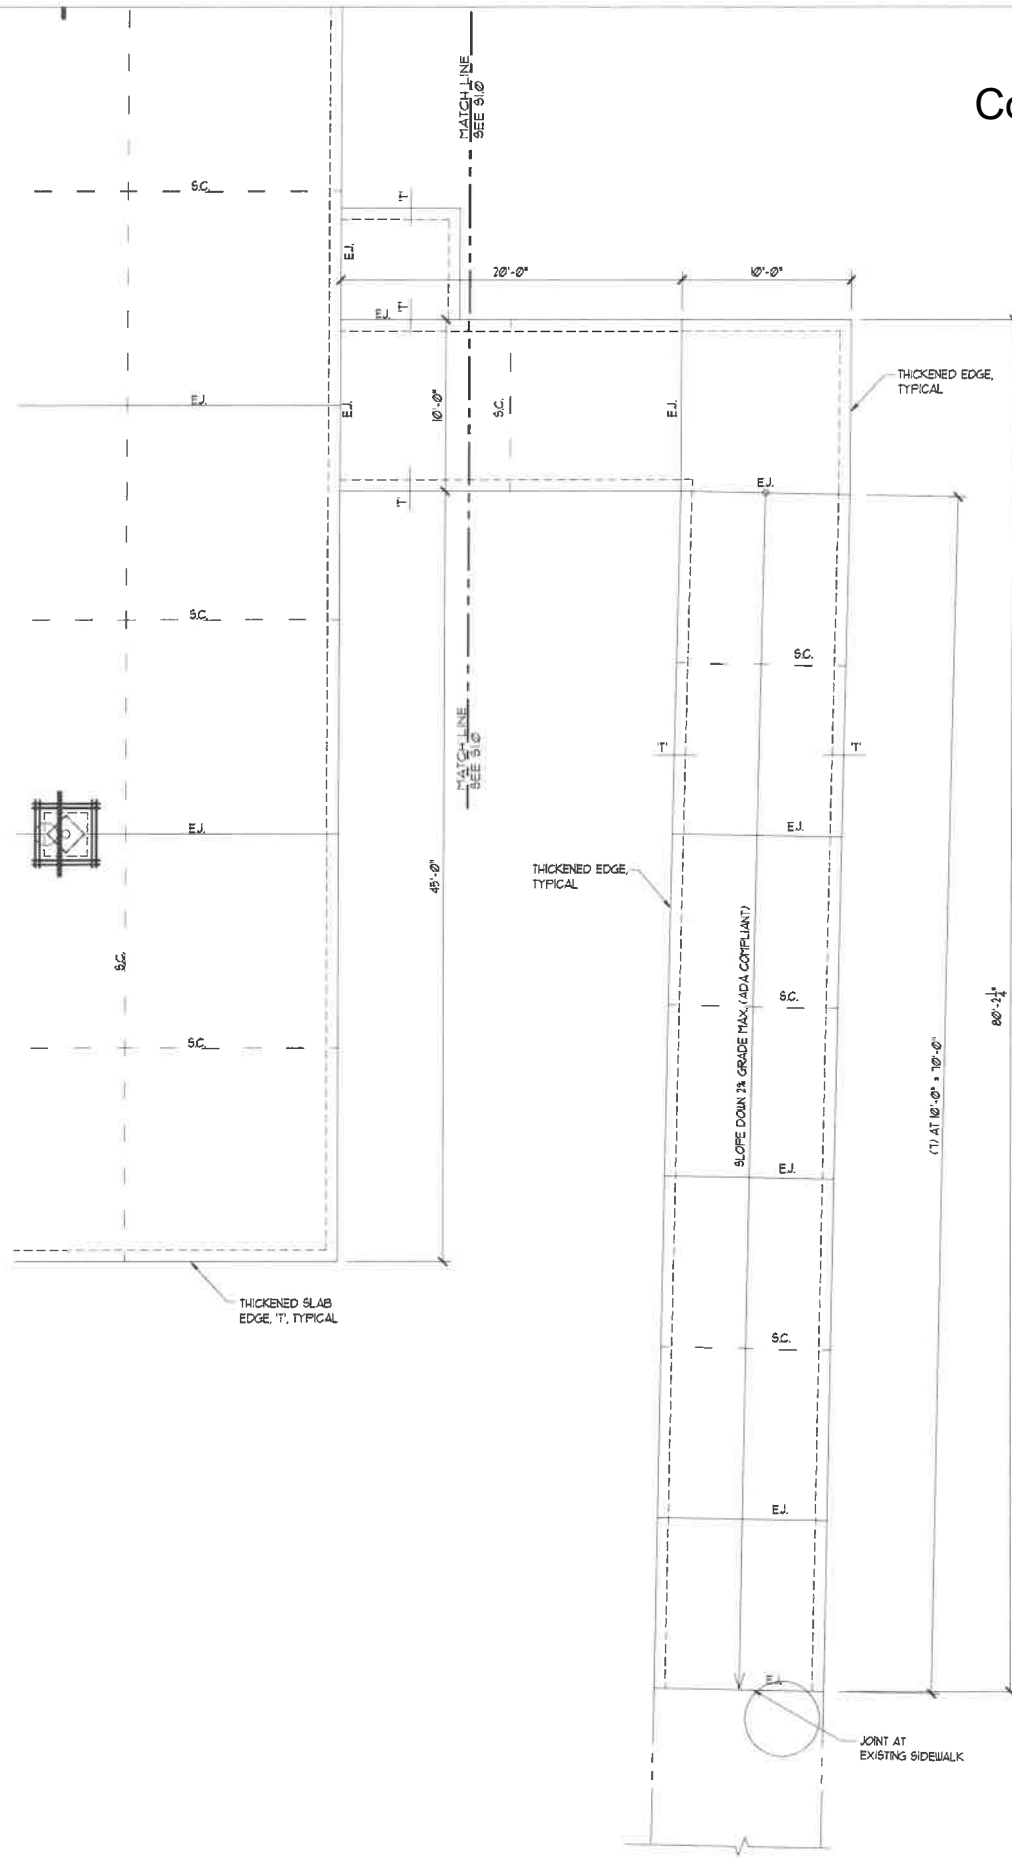 Co
MATCH LINE
SEE S1.0
S.C.
'T'
E.J.
20'-0"
10'-0"
E.J.
'T'
THICKENED EDGE,
TYPICAL
E.J.
E.J.
10'-0"
S.C.
E.J.
'T'
E.J.
S.C.
S.C.
MATCH LINE
SEE S1.0
'T'
'T'
E.J.
E.J.
THICKENED EDGE,
TYPICAL
45'-0"
S.C.
SLOPE DOWN 2% GRADE MAX. (ADA COMPLIANT)
S.C.
80'-2 1/4"
S.C.
(7) AT 10'-0" = 70'-0"
E.J.
THICKENED SLAB
EDGE, 'T', TYPICAL
S.C.
E.J.
E.J.
JOINT AT
EXISTING SIDEWALK